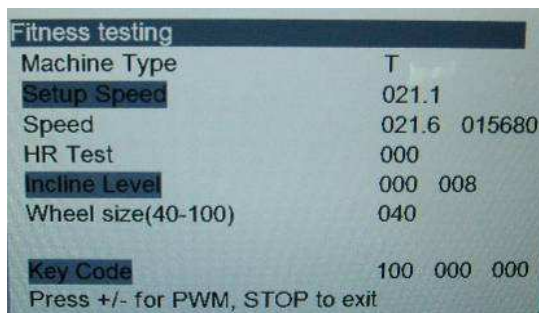 Fitness testing
Machine Type T
Setup Speed 021.1
Speed 021.6 015680
HR Test 000
Incline Level 000 008
Wheel size(40-100) 040
Key Code 100 000 000
Press +/- for PWM, STOP to exit